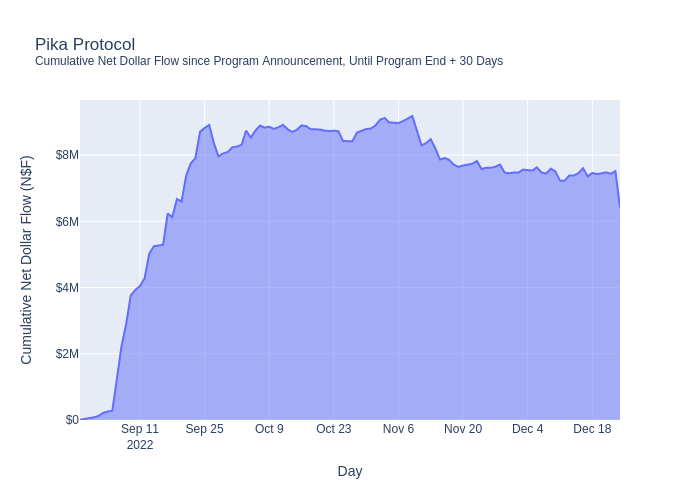 Pika Protocol
Cumulative Net Dollar Flow since Program Announcement, Until Program End + 30 Days
Cumulative Net Dollar Flow (N$F)
$8M
$6M
$4M
$2M
$0
Sep 11
2022
Sep 25
Oct 9
Oct 23
Nov 6
Nov 20
Dec 4
Dec 18
Day